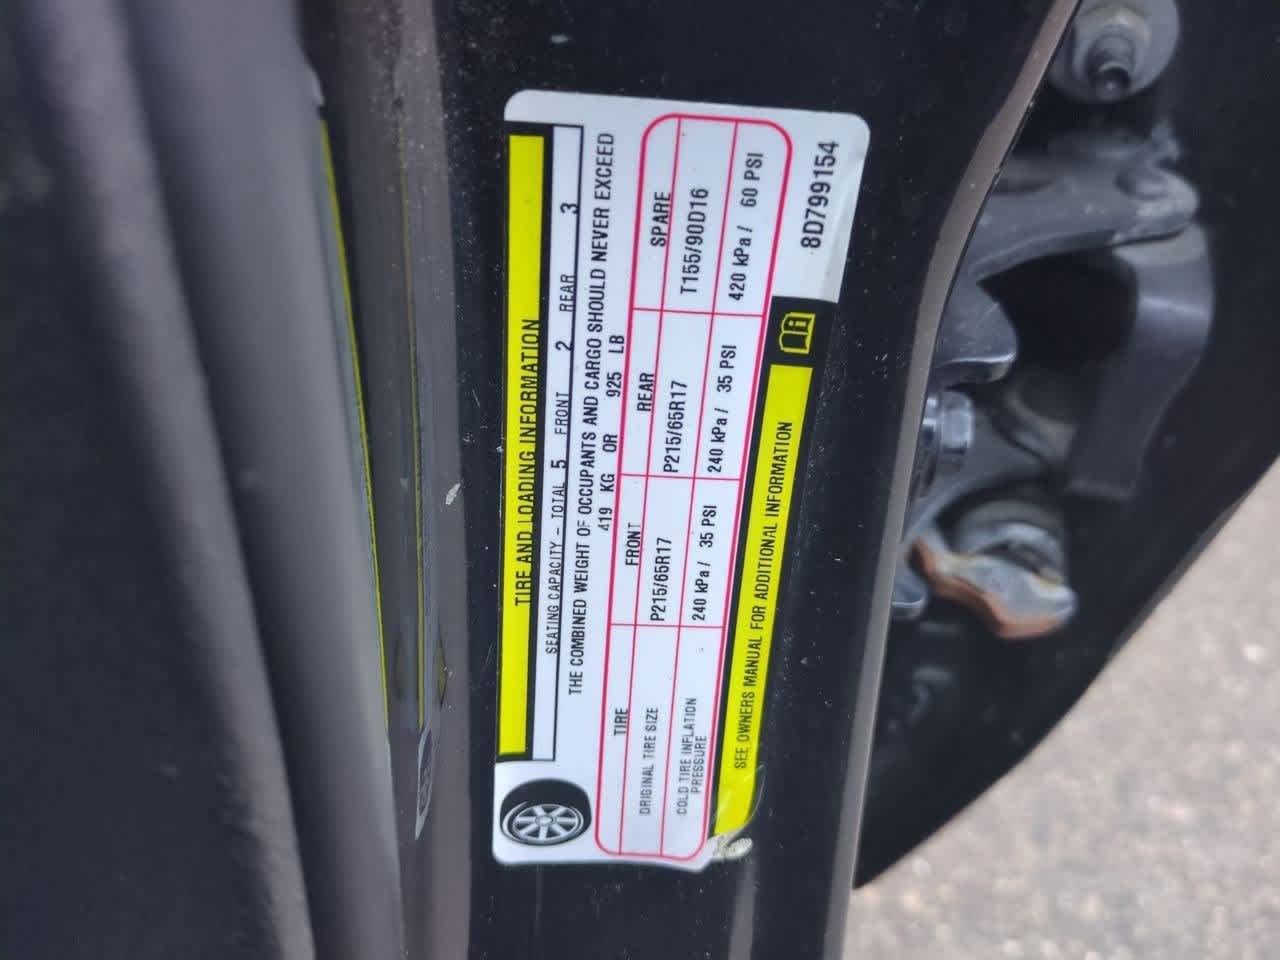 TIRE AND LOADING INFORMATION
SEATING CAPACITY - TOTAL 5 FRONT 2 REAR 3
THE COMBINED WEIGHT OF OCCUPANTS AND CARGO SHOULD NEVER EXCEED
419 KG OR 925 LB
TIRE FRONT REAR SPARE
ORIGINAL TIRE SIZE P215/65R17 P215/65R17 T155/90D16
COLD TIRE INFLATION PRESSURE 240 kPa/ 35 PSI 240 kPa/ 35 PSI 420 kPa/ 60 PSI
SEE OWNERS MANUAL FOR ADDITIONAL INFORMATION
8D799154